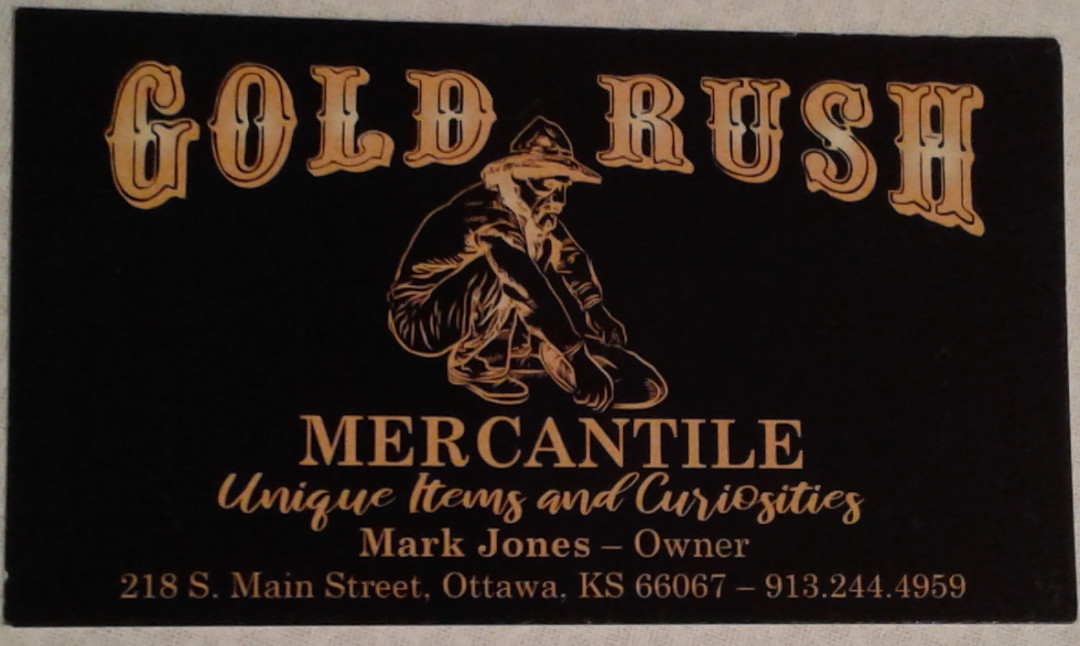 GOLD RUSH
MERCANTILE
Unique Items and Curiosities
Mark Jones – Owner
218 S. Main Street, Ottawa, KS 66067 – 913.244.4959